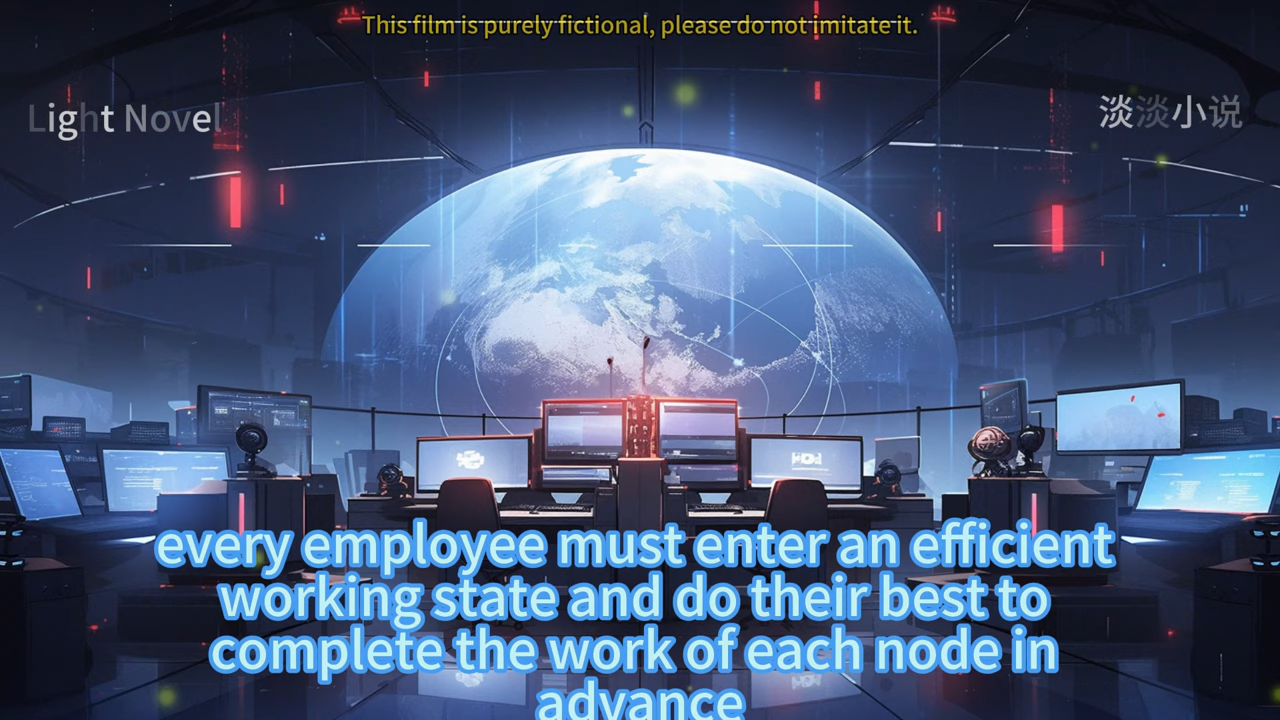 This film is purely fictional, please do not imitate it.
Light Novel
淡淡小说
every employee must enter an efficient
working state and do their best to
complete the work of each node in
advance